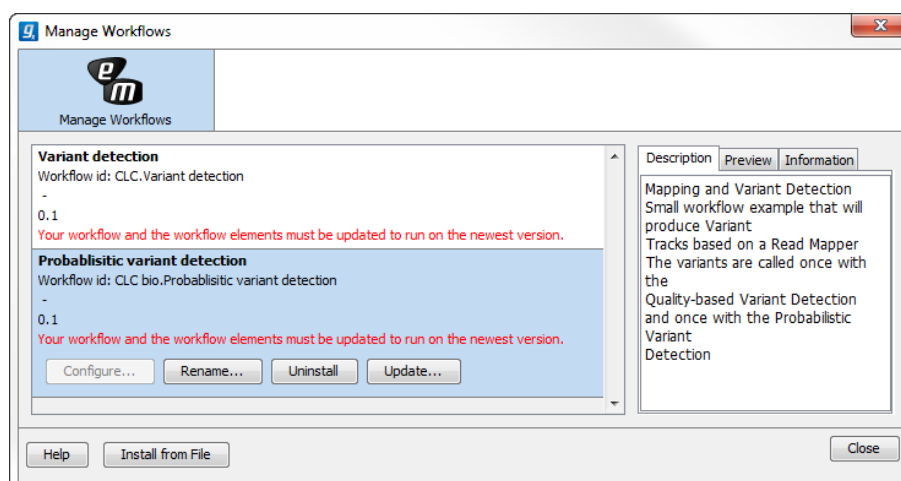 Manage Workflows
Manage Workflows
Variant detection
Workflow id: CLC.Variant detection
-
0.1
Your workflow and the workflow elements must be updated to run on the newest version.
Probablisitic variant detection
Workflow id: CLC bio.Probablisitic variant detection
-
0.1
Your workflow and the workflow elements must be updated to run on the newest version.
Configure... Rename... Uninstall Update...
Description Preview Information
Mapping and Variant Detection
Small workflow example that will
produce Variant
Tracks based on a Read Mapper
The variants are called once with
the
Quality-based Variant Detection
and once with the Probabilistic
Variant
Detection
Help Install from File Close